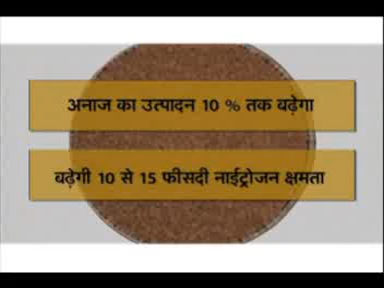 अनाज का उत्पादन 10 % तक बढ़ेगा
बढ़ेगी 10 से 15 फीसदी नाईट्रोजन क्षमता